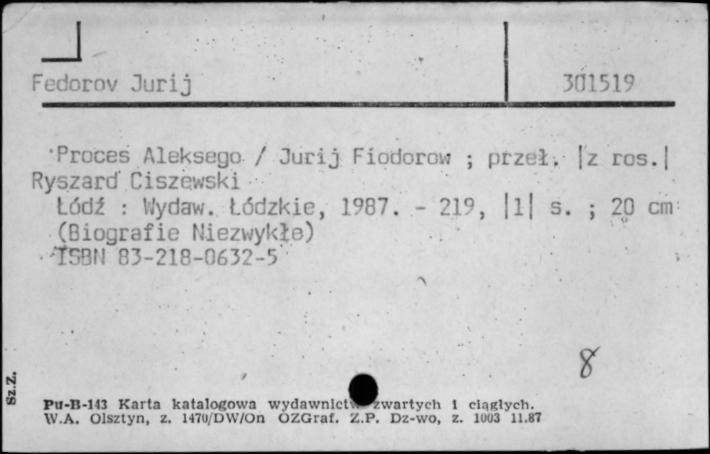 Fedorov Jurij 301519
Proces Aleksego / Jurij Fiodorow ; przeł. |z ros.|
Ryszard Ciszewski
Łódź : Wydaw. Łódzkie, 1987. - 219, |1| s. ; 20 cm
(Biografie Niezwykłe)
ISBN 83-218-0632-5
8
Sz.Z.
Pu-B-143 Karta katalogowa wydawnictw zwartych i ciągłych.
W.A. Olsztyn, z. 1470/DW/On OZGraf. Z.P. Dz-wo, z. 1003 11.87